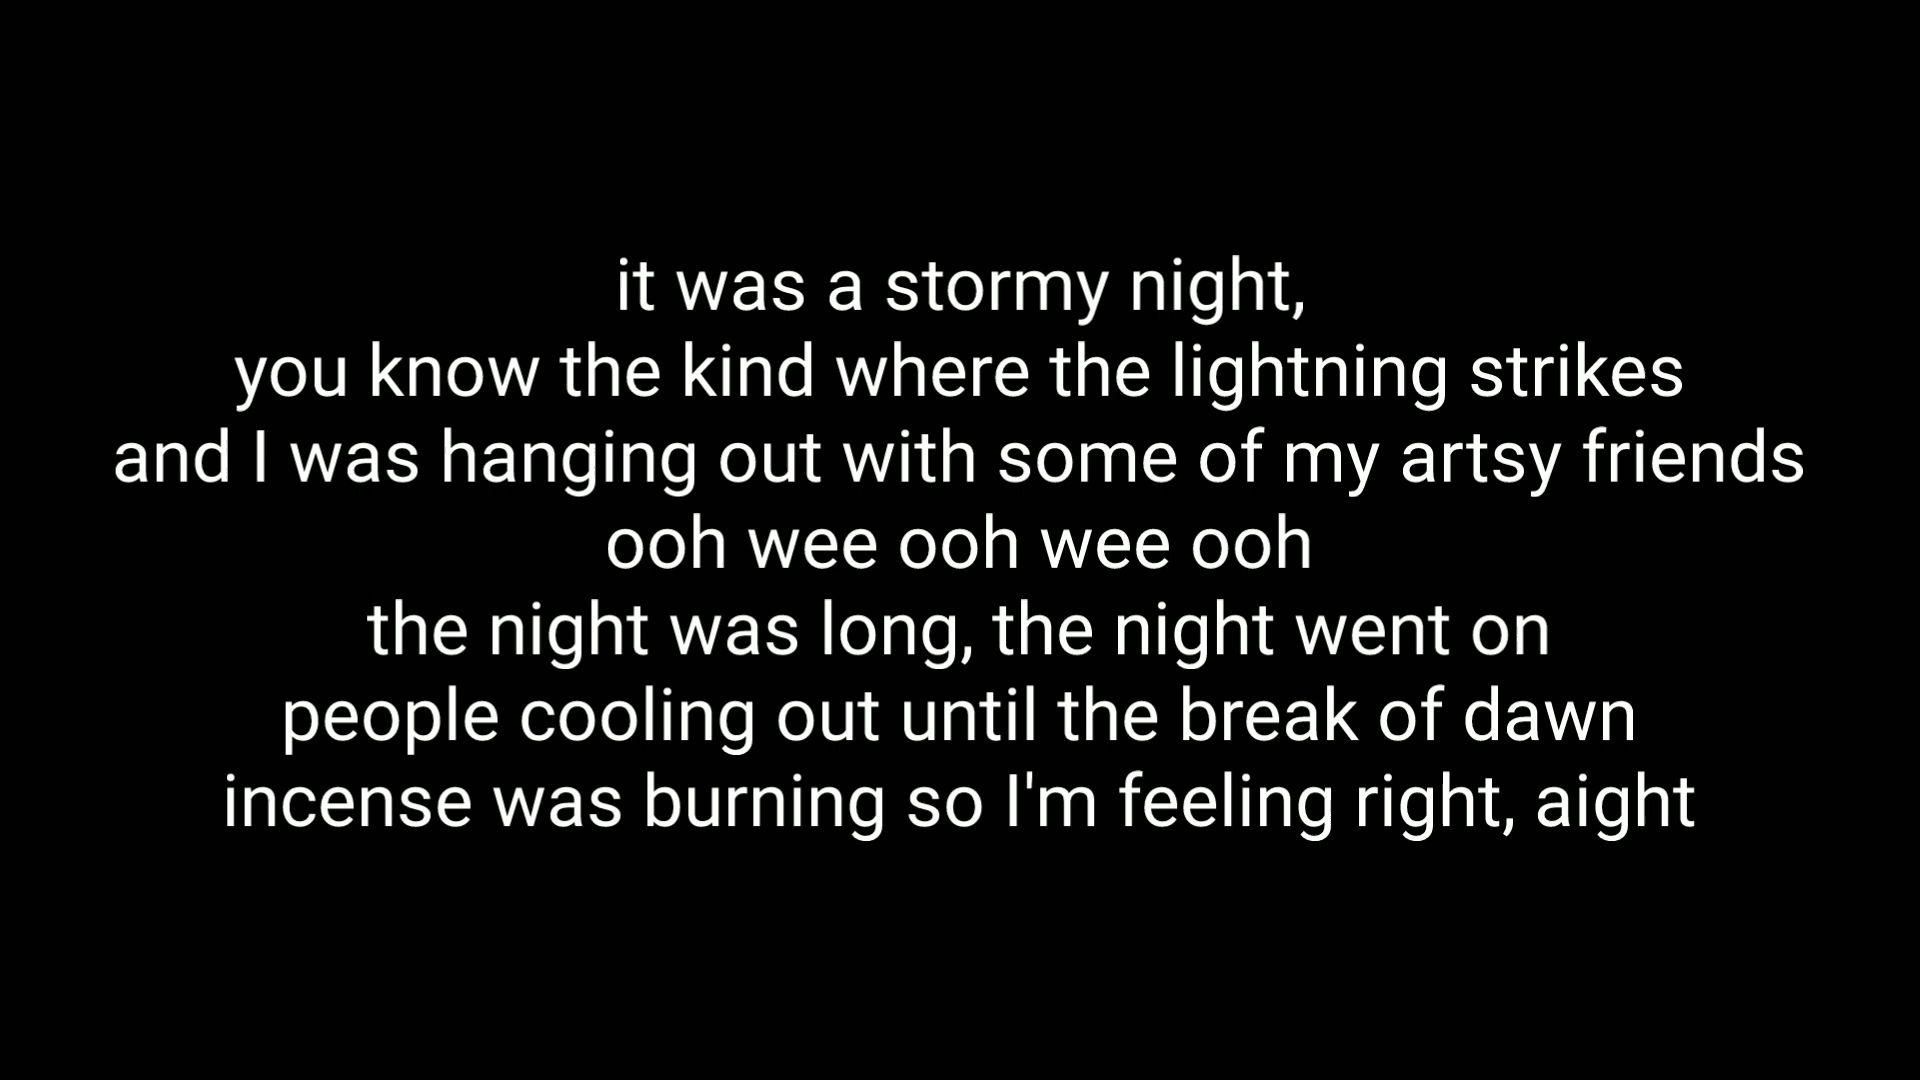 it was a stormy night,
you know the kind where the lightning strikes
and I was hanging out with some of my artsy friends
ooh wee ooh wee ooh
the night was long, the night went on
people cooling out until the break of dawn
incense was burning so I'm feeling right, aight